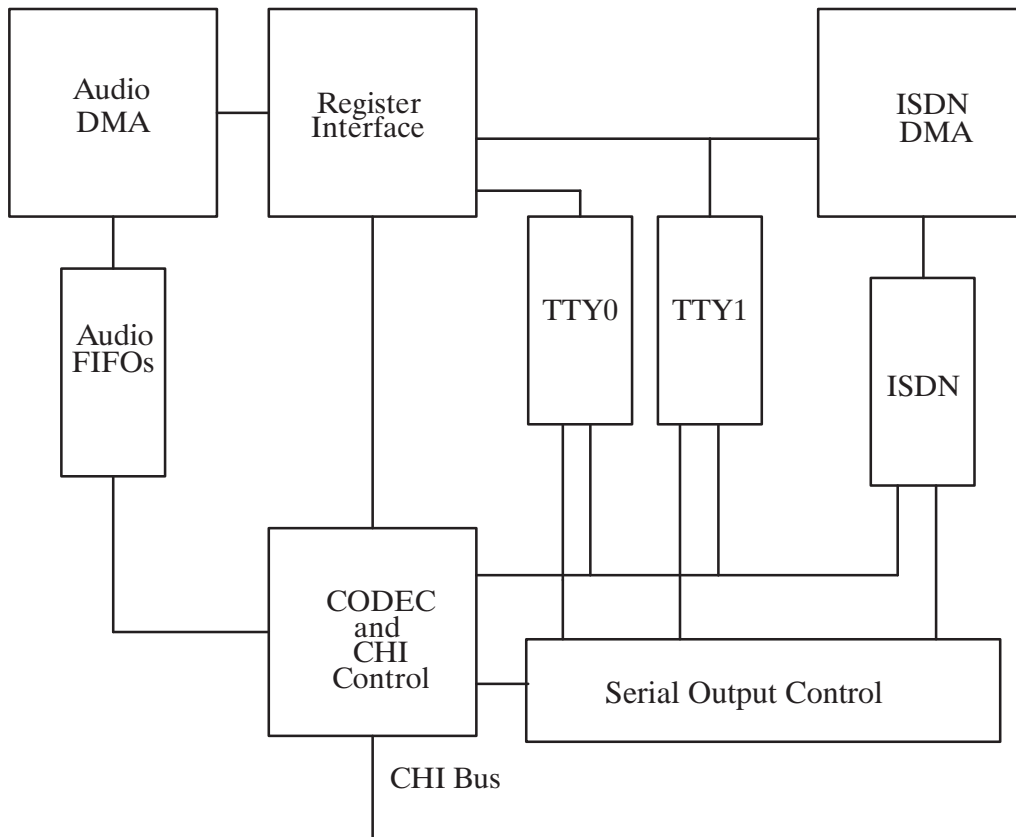 Audio
DMA
Register
Interface
ISDN
DMA
Audio
FIFOs
TTY0
TTY1
ISDN
CODEC
and
CHI
Control
Serial Output Control
CHI Bus